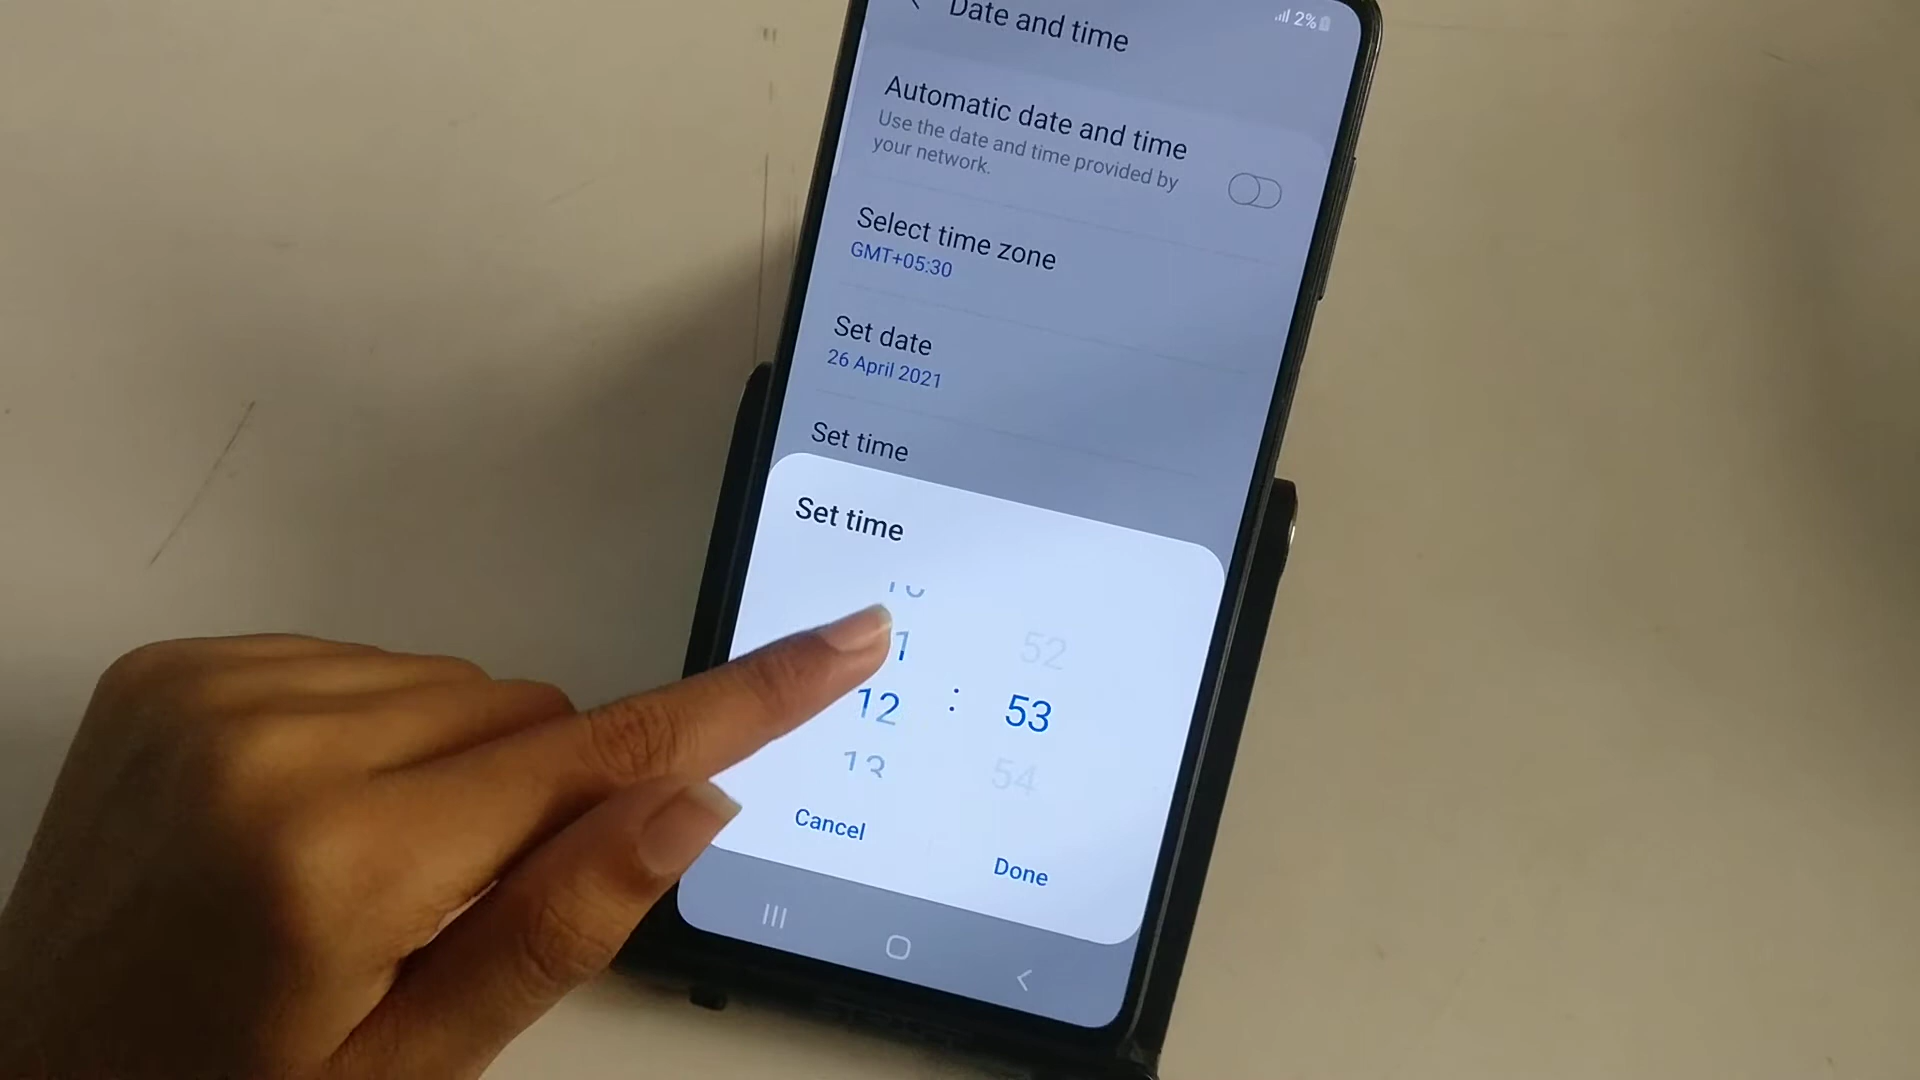 2%
Date and time
Automatic date and time
Use the date and time provided by
your network.
Select time zone
GMT+05:30
Set date
26 April 2021
Set time
Set time
52
12 : 53
13
54
Cancel
Done